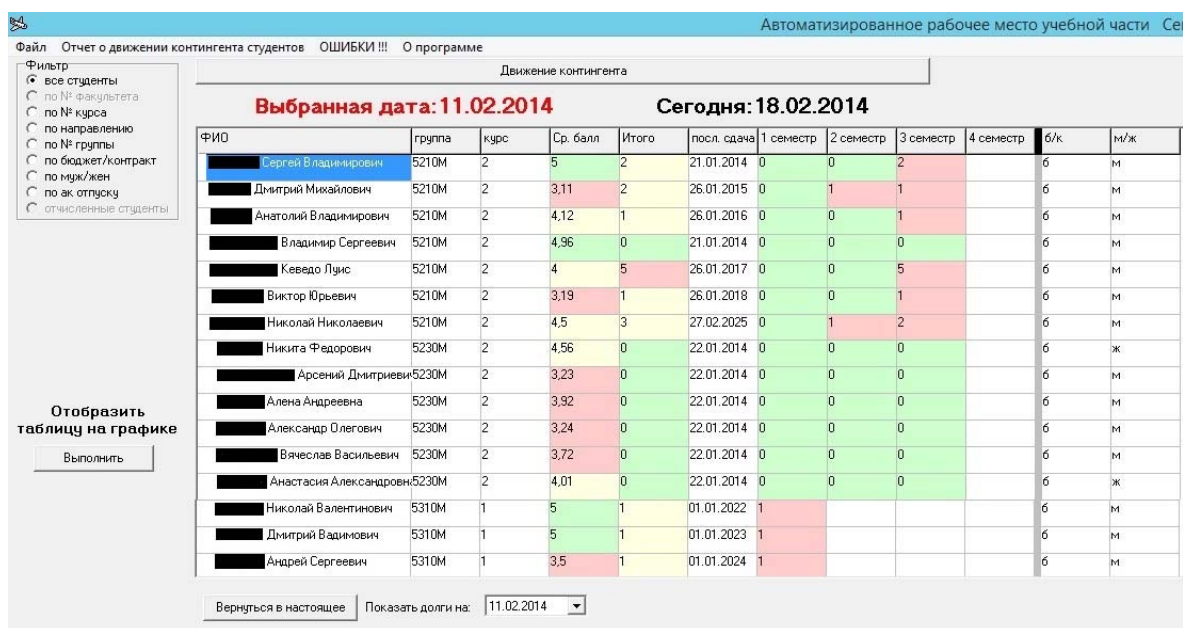 Автоматизированное рабочее место учебной части Се
Файл Отчет о движении контингента студентов ОШИБКИ !!! О программе
Фильтр
все студенты
по № факультета
по № курса
по направлению
по № группы
по бюджет/контракт
по муж/жен
по ак отпуску
отчисленные студенты
Отобразить
таблицу на графике
Выполнить
Движение контингента
Выбранная дата:11.02.2014 Сегодня:18.02.2014
ФИО группа курс Ср. балл Итого посл. сдача 1 семестр 2 семестр 3 семестр 4 семестр б/к м/ж
Сергей Владимирович 5210М 2 5 2 21.01.2014 0 0 2 б м
Дмитрий Михайлович 5210М 2 3,11 2 26.01.2015 0 1 1 б м
Анатолий Владимирович 5210М 2 4,12 1 26.01.2016 0 0 1 б м
Владимир Сергеевич 5210М 2 4,96 0 21.01.2014 0 0 0 б м
Кеведо Луис 5210М 2 4 5 26.01.2017 0 0 5 б м
Виктор Юрьевич 5210М 2 3,19 1 26.01.2018 0 0 1 б м
Николай Николаевич 5210М 2 4,5 3 27.02.2025 0 1 2 б м
Никита Федорович 5230М 2 4,56 0 22.01.2014 0 0 0 б ж
Арсений Дмитриеви 5230М 2 3,23 0 22.01.2014 0 0 0 б м
Алена Андреевна 5230М 2 3,92 0 22.01.2014 0 0 0 б м
Александр Олегович 5230М 2 3,24 0 22.01.2014 0 0 0 б м
Вячеслав Васильевич 5230М 2 3,72 0 22.01.2014 0 0 0 б м
Анастасия Александровн 5230М 2 4,01 0 22.01.2014 0 0 0 б ж
Николай Валентинович 5310М 1 5 1 01.01.2022 1 б м
Дмитрий Вадимович 5310М 1 5 1 01.01.2023 1 б м
Андрей Сергеевич 5310М 1 3,5 1 01.01.2024 1 б м
Вернуться в настоящее Показать долги на: 11.02.2014